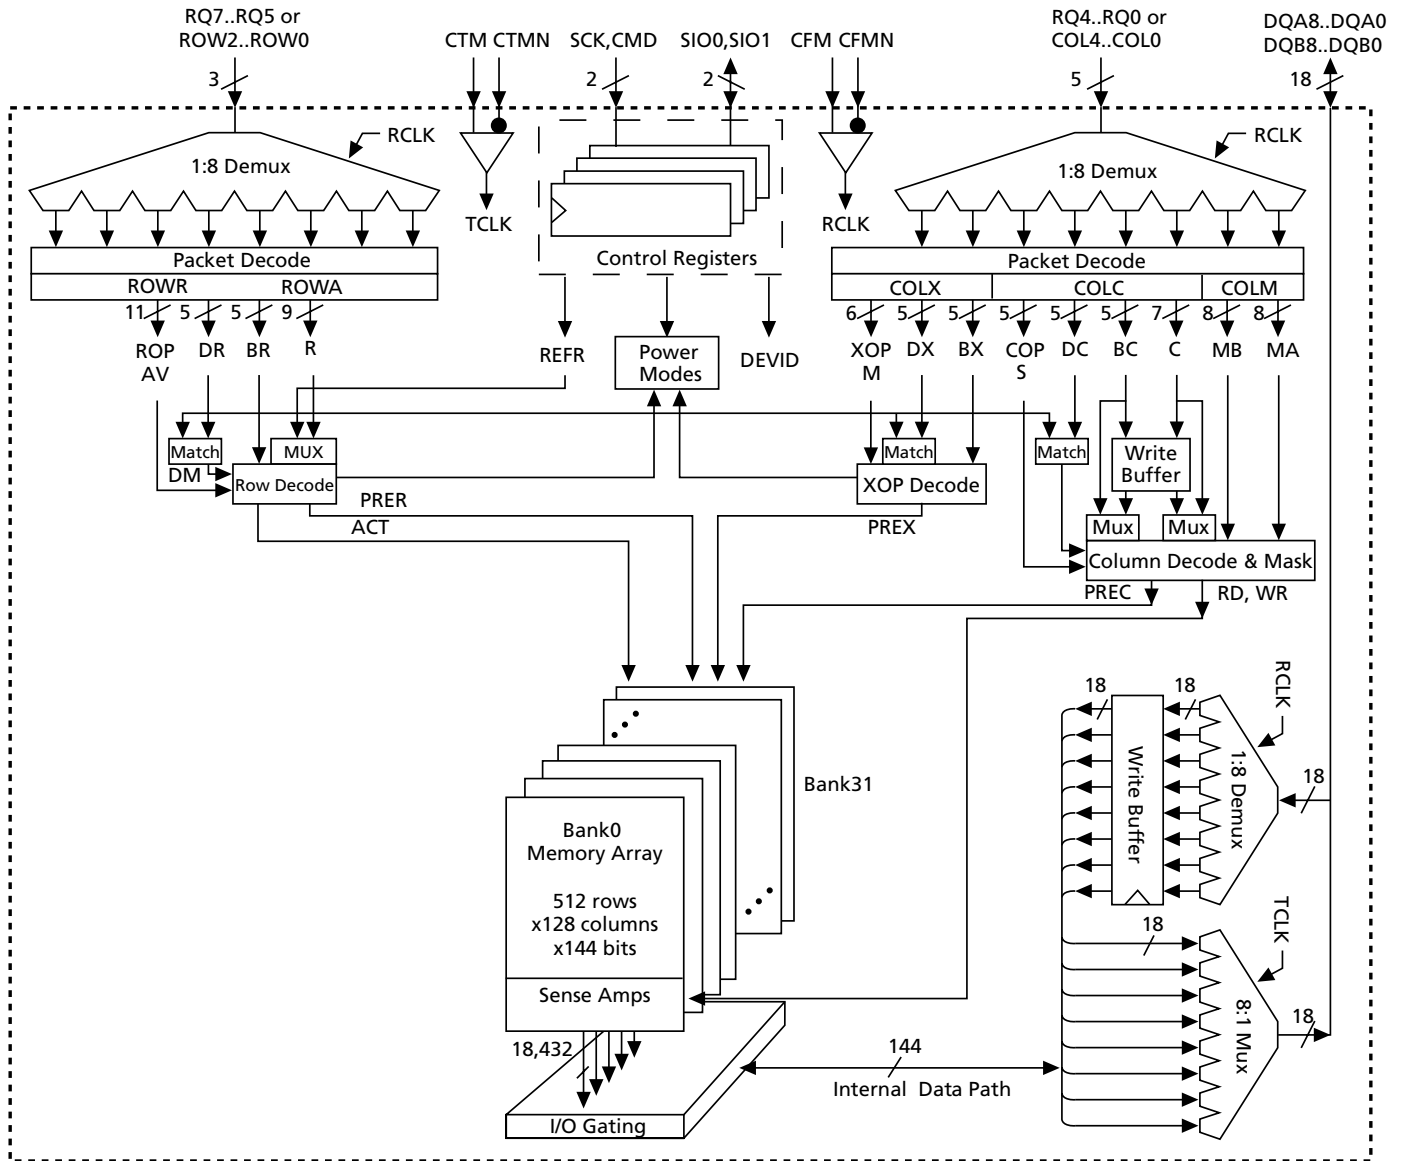 RQ7..RQ5 or
ROW2..ROW0
CTM CTMN
SCK,CMD
SIO0,SIO1
CFM CFMN
RQ4..RQ0 or
COL4..COL0
DQA8..DQA0
DQB8..DQB0
3
2
2
5
18
RCLK
1:8 Demux
TCLK
Control Registers
RCLK
RCLK
1:8 Demux
Packet Decode
ROWR
ROWA
Packet Decode
COLX
COLC
COLM
11
5
5
9
6
5
5
5
5
5
7
8
8
ROP
AV
DR
BR
R
REFR
Power
Modes
DEVID
XOP
M
DX
BX
COP
S
DC
BC
C
MB
MA
Match
DM
MUX
Row Decode
Match
XOP Decode
Match
Write
Buffer
Mux
Mux
Column Decode & Mask
PRER
ACT
PREX
PREC
RD, WR
Bank31
Bank0
Memory Array
512 rows
x128 columns
x144 bits
Sense Amps
18,432
I/O Gating
144
Internal Data Path
18
18
RCLK
Write Buffer
1:8 Demux
18
18
TCLK
8:1 Mux
18